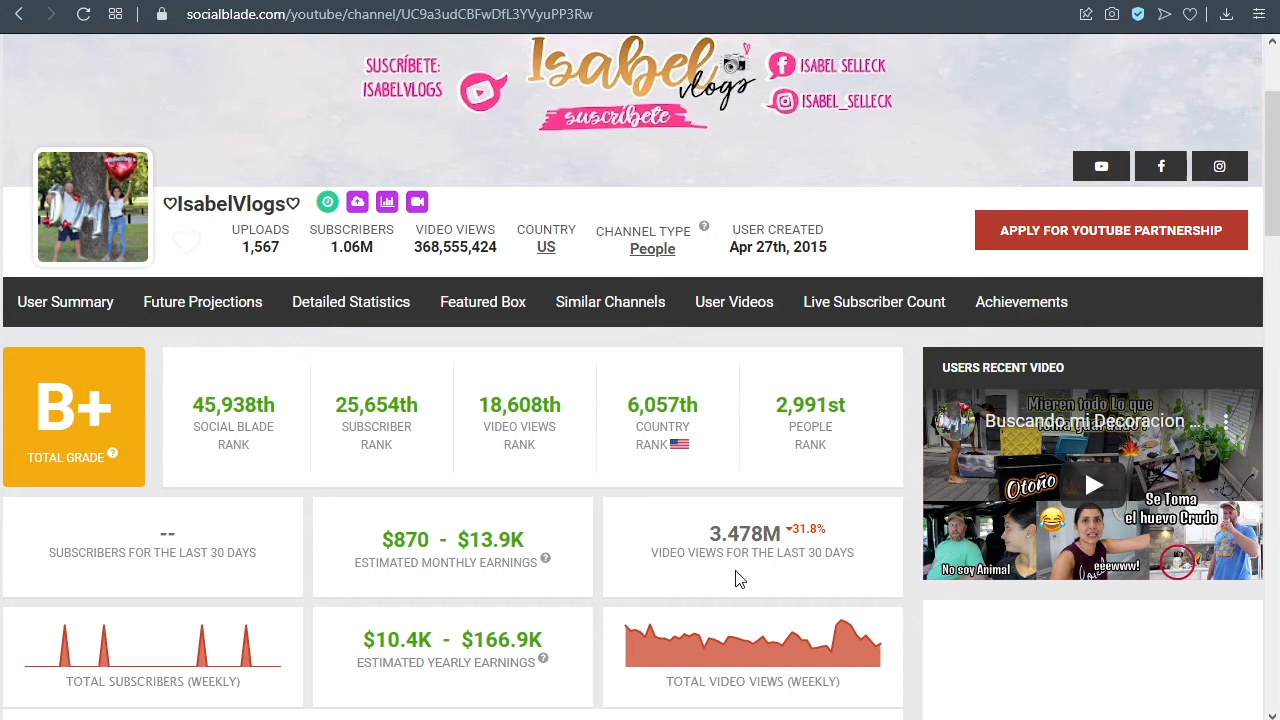 socialblade.com/youtube/channel/UC9a3udCBFwDfL3YVyuPP3Rw
SUSCRÍBETE:
ISABELVLOGS
Isabel
vlogs
suscribete
ISABEL SELLECK
ISABEL_SELLECK
♡IsabelVlogs♡
UPLOADS
1,567
SUBSCRIBERS
1.06M
VIDEO VIEWS
368,555,424
COUNTRY
US
CHANNEL TYPE ?
People
USER CREATED
Apr 27th, 2015
APPLY FOR YOUTUBE PARTNERSHIP
User Summary
Future Projections
Detailed Statistics
Featured Box
Similar Channels
User Videos
Live Subscriber Count
Achievements
B+
TOTAL GRADE ?
45,938th
SOCIAL BLADE
RANK
25,654th
SUBSCRIBER
RANK
18,608th
VIDEO VIEWS
RANK
6,057th
COUNTRY
RANK
2,991st
PEOPLE
RANK
--
SUBSCRIBERS FOR THE LAST 30 DAYS
$870 - $13.9K
ESTIMATED MONTHLY EARNINGS ?
3.478M 31.8%
VIDEO VIEWS FOR THE LAST 30 DAYS
TOTAL SUBSCRIBERS (WEEKLY)
$10.4K - $166.9K
ESTIMATED YEARLY EARNINGS ?
TOTAL VIDEO VIEWS (WEEKLY)
USERS RECENT VIDEO
Mieren todo Lo que
Buscando mi Decoracion ...
Otoño
Se Toma
el huevo Crudo
No soy Animal
eeewww!